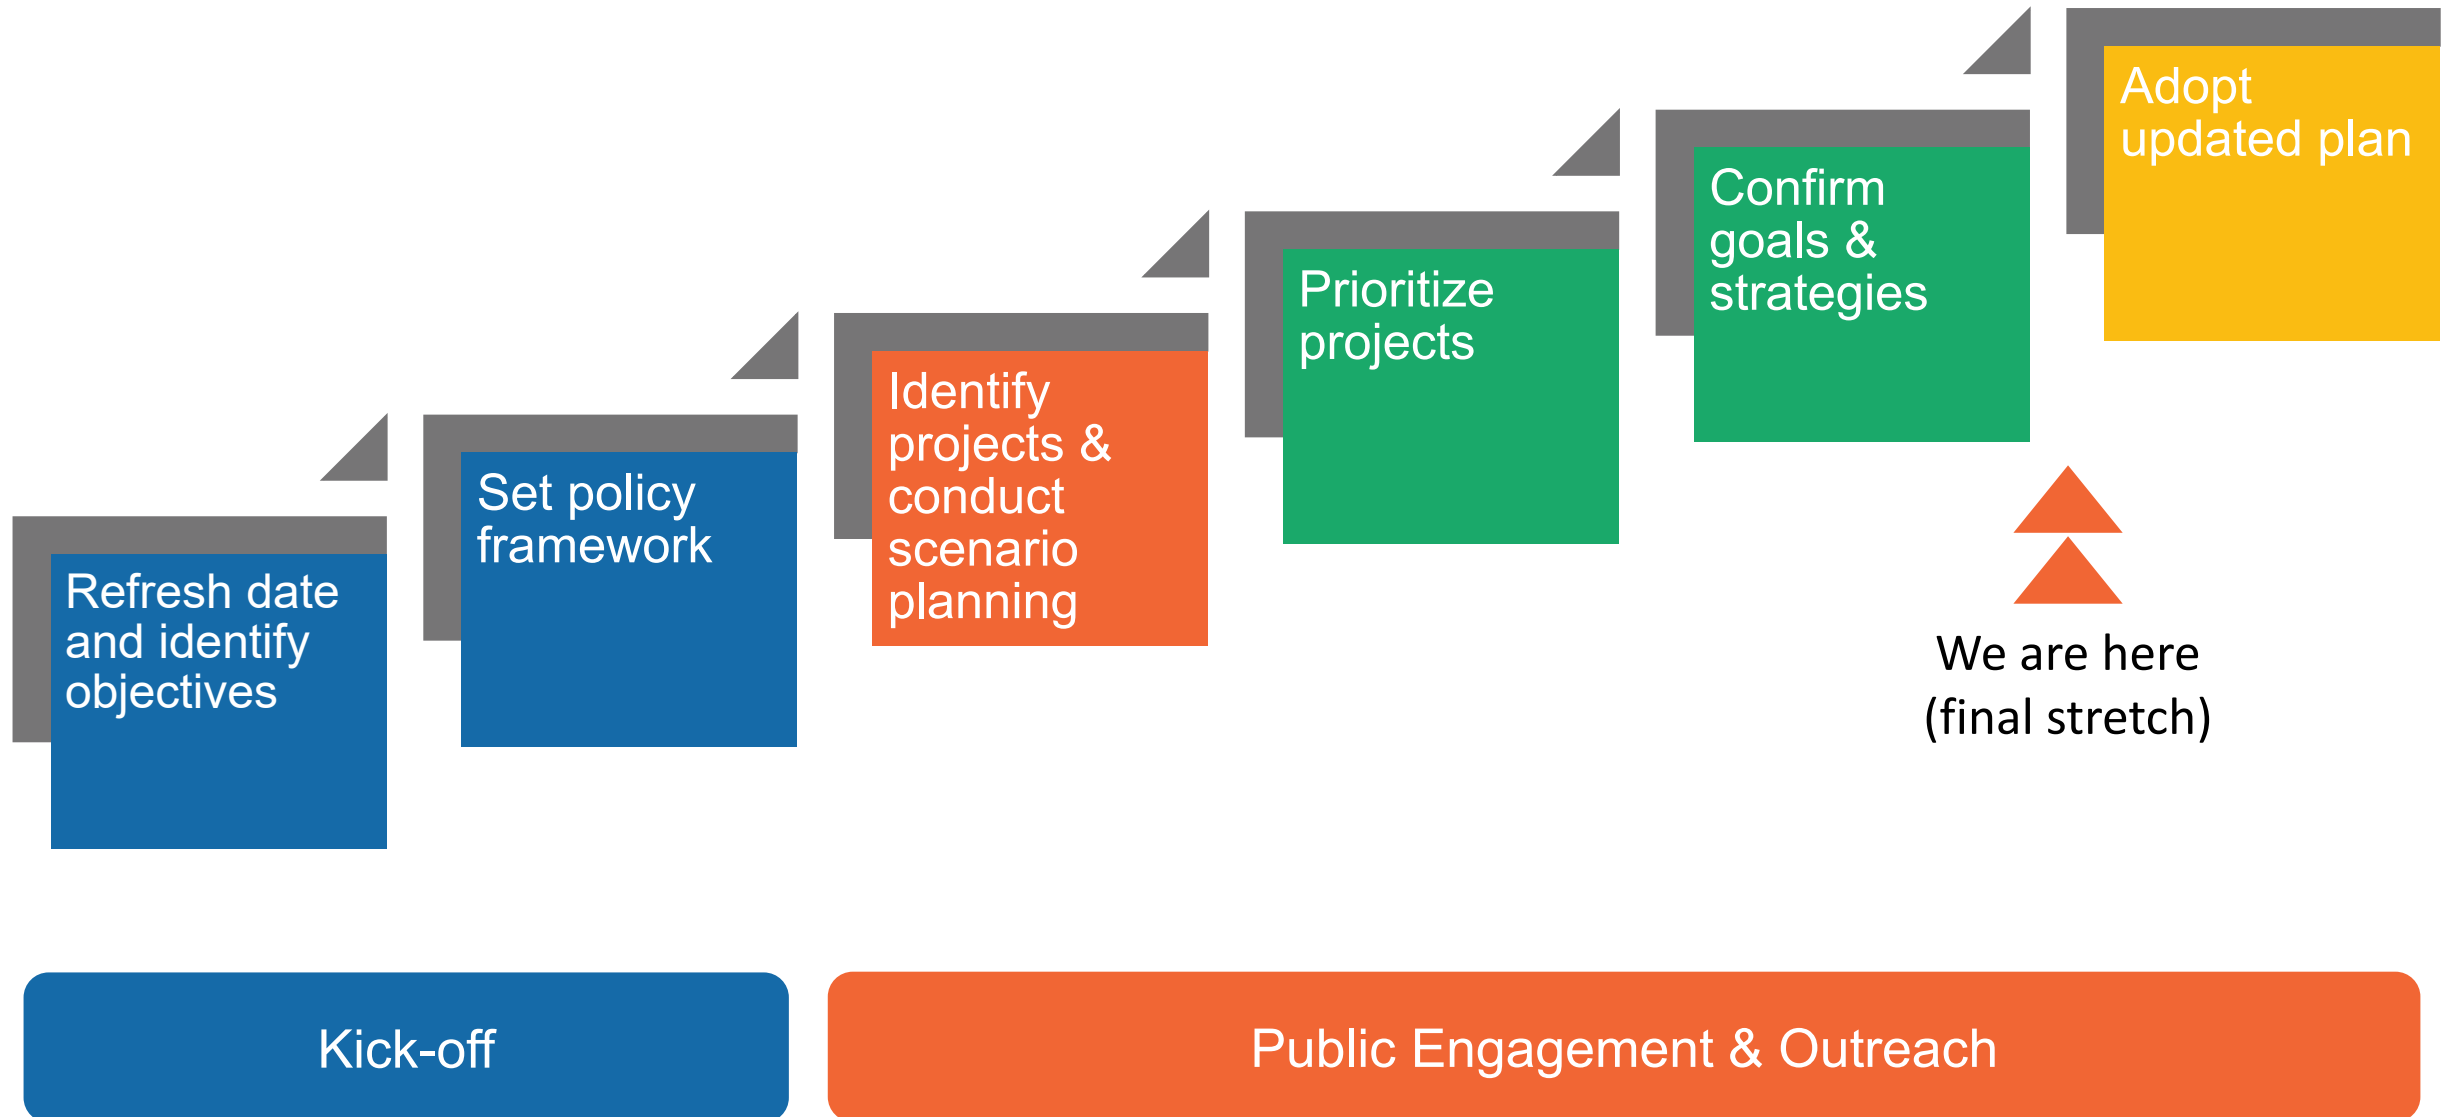 Refresh date
and identify
objectives
Set policy
framework
Identify
projects &
conduct
scenario
planning
Prioritize
projects
Confirm
goals &
strategies
Adopt
updated plan
We are here
(final stretch)
Kick-off
Public Engagement & Outreach